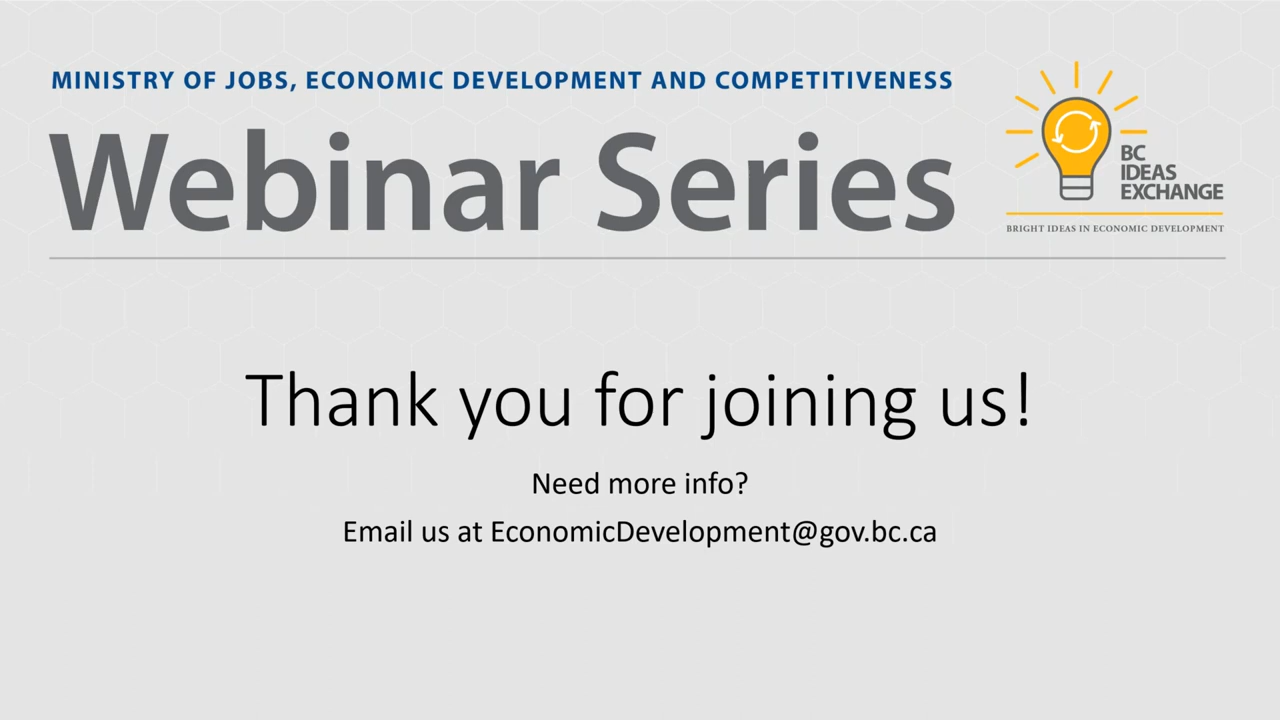 MINISTRY OF JOBS, ECONOMIC DEVELOPMENT AND COMPETITIVENESS
Webinar Series
BC
IDEAS
EXCHANGE
BRIGHT IDEAS IN ECONOMIC DEVELOPMENT
Thank you for joining us!
Need more info?
Email us at EconomicDevelopment@gov.bc.ca